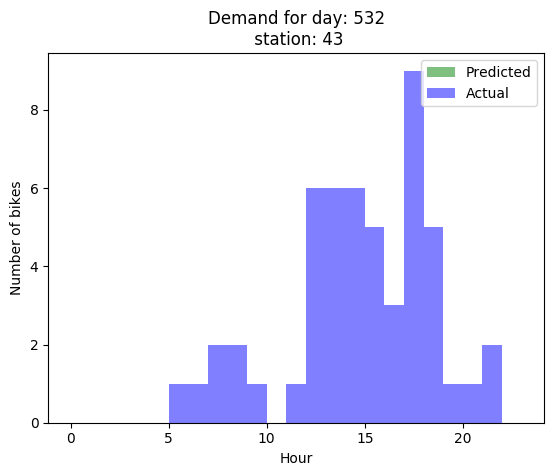 Demand for day: 532
station: 43
Predicted
Actual
Number of bikes
8
6
4
2
0
0
5
10
15
20
Hour